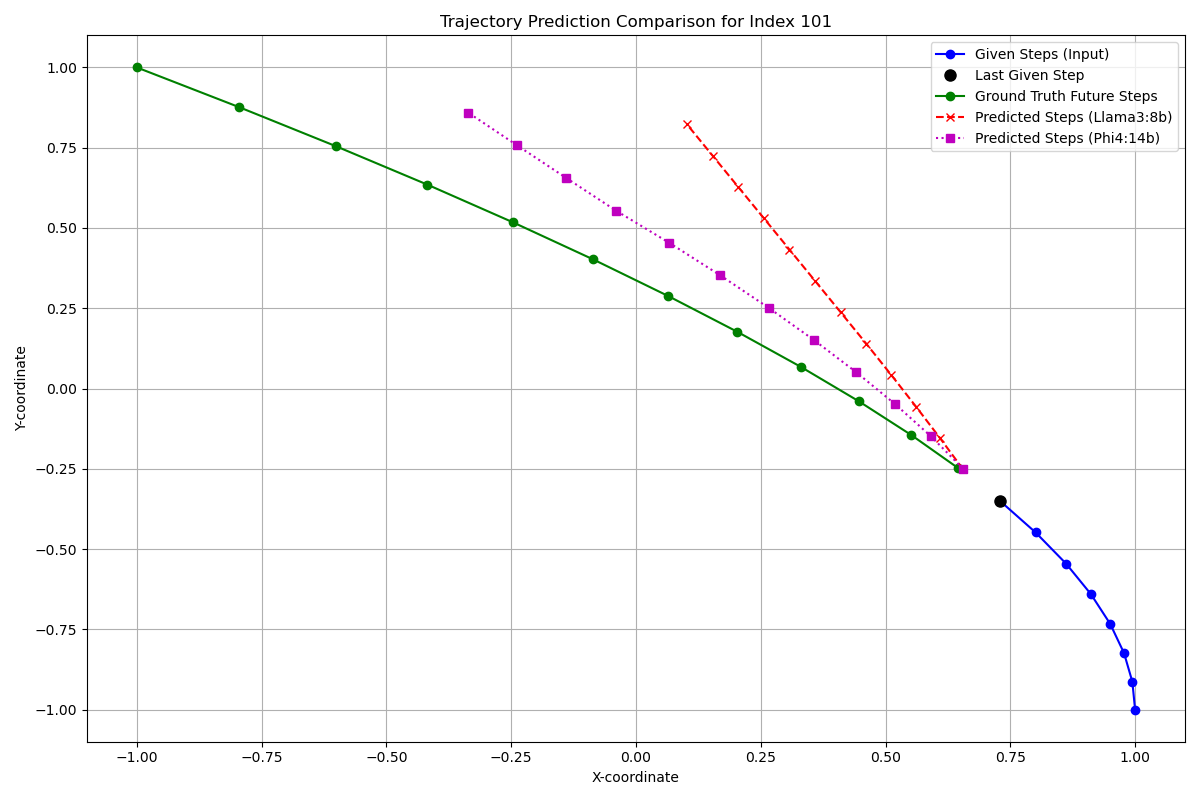 Trajectory Prediction Comparison for Index 101
Given Steps (Input)
Last Given Step
Ground Truth Future Steps
Predicted Steps (Llama3:8b)
Predicted Steps (Phi4:14b)
Y-coordinate
1.00
0.75
0.50
0.25
0.00
−0.25
−0.50
−0.75
−1.00
−1.00 −0.75 −0.50 −0.25 0.00 0.25 0.50 0.75 1.00
X-coordinate